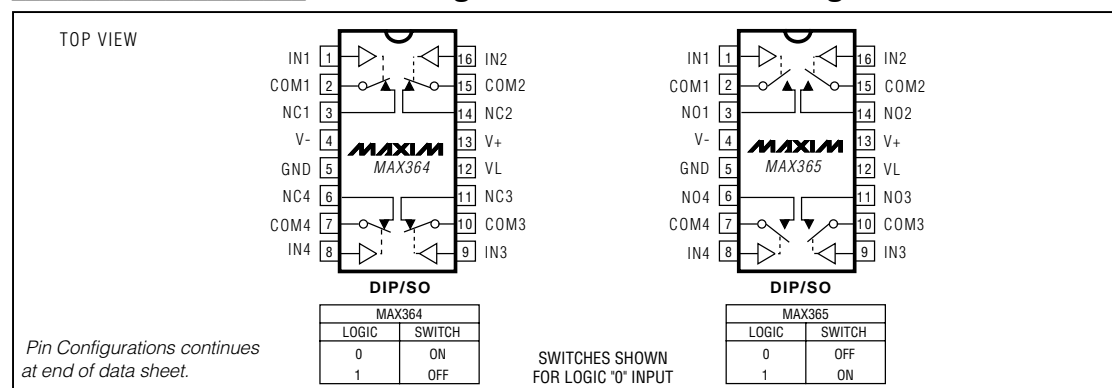 TOP VIEW
IN1 1 16 IN2
COM1 2 15 COM2
NC1 3 14 NC2
V- 4 13 V+
MAXIM
GND 5 MAX364 12 VL
NC4 6 11 NC3
COM4 7 10 COM3
IN4 8 9 IN3
DIP/SO
MAX364
LOGIC SWITCH
0 ON
1 OFF
IN1 1 16 IN2
COM1 2 15 COM2
NO1 3 14 NO2
V- 4 13 V+
MAXIM
GND 5 MAX365 12 VL
NO4 6 11 NO3
COM4 7 10 COM3
IN4 8 9 IN3
DIP/SO
MAX365
LOGIC SWITCH
0 OFF
1 ON
SWITCHES SHOWN
FOR LOGIC "0" INPUT
Pin Configurations continues
at end of data sheet.